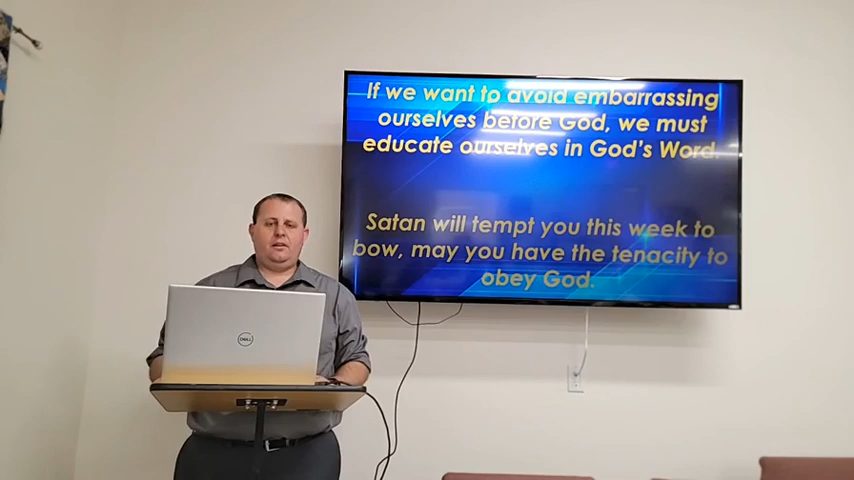 If we want to avoid embarrassing
ourselves before God, we must
educate ourselves in God's Word.
Satan will tempt you this week to
bow, may you have the tenacity to
obey God.
DELL